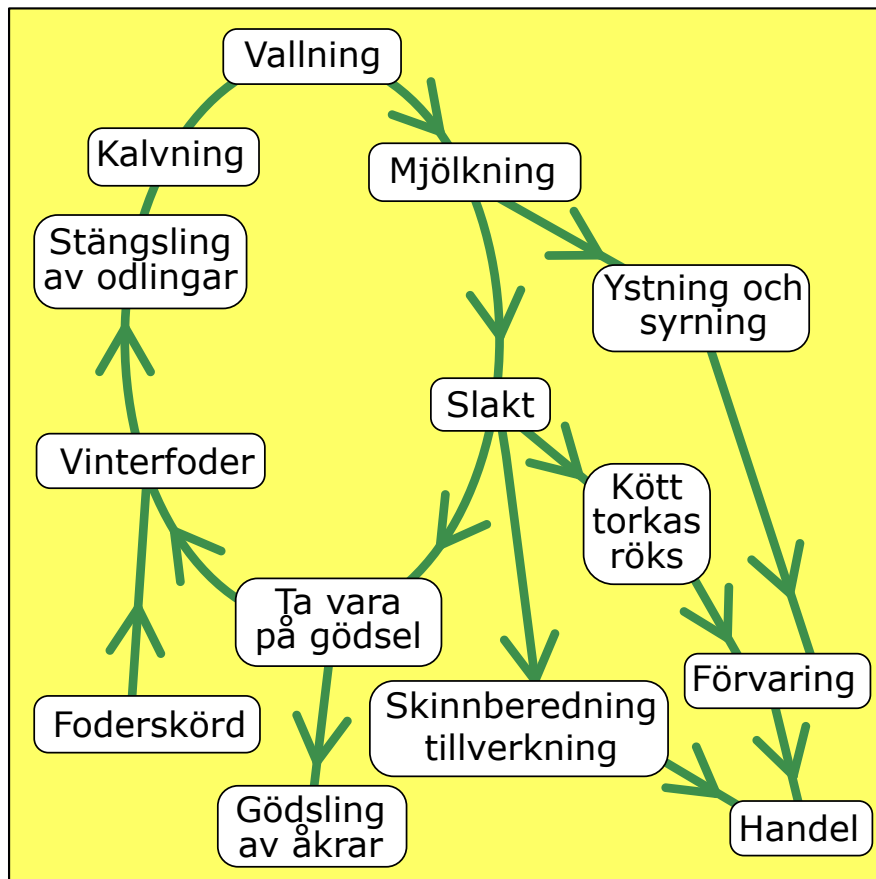 Vallning
Kalvning
Mjölkning
Stängsling
av odlingar
Ystning och
syrning
Slakt
Vinterfoder
Kött
torkas
röks
Ta vara
på gödsel
Förvaring
Foderskörd
Skinnberedning
tillverkning
Gödsling
av åkrar
Handel